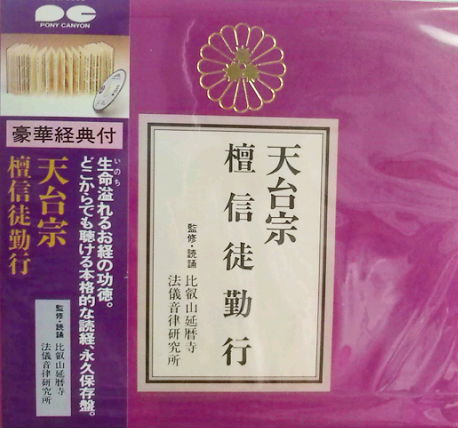 PONY CANYON
豪華経典付
天台宗
檀信徒勤行
いのち
生命溢れるお経の功徳。
どこからでも聴ける本格的な読経、永久保存盤。
監修・読誦 比叡山延暦寺
法儀音律研究所
天台宗
檀信徒勤行
監修・読誦 比叡山延暦寺
法儀音律研究所